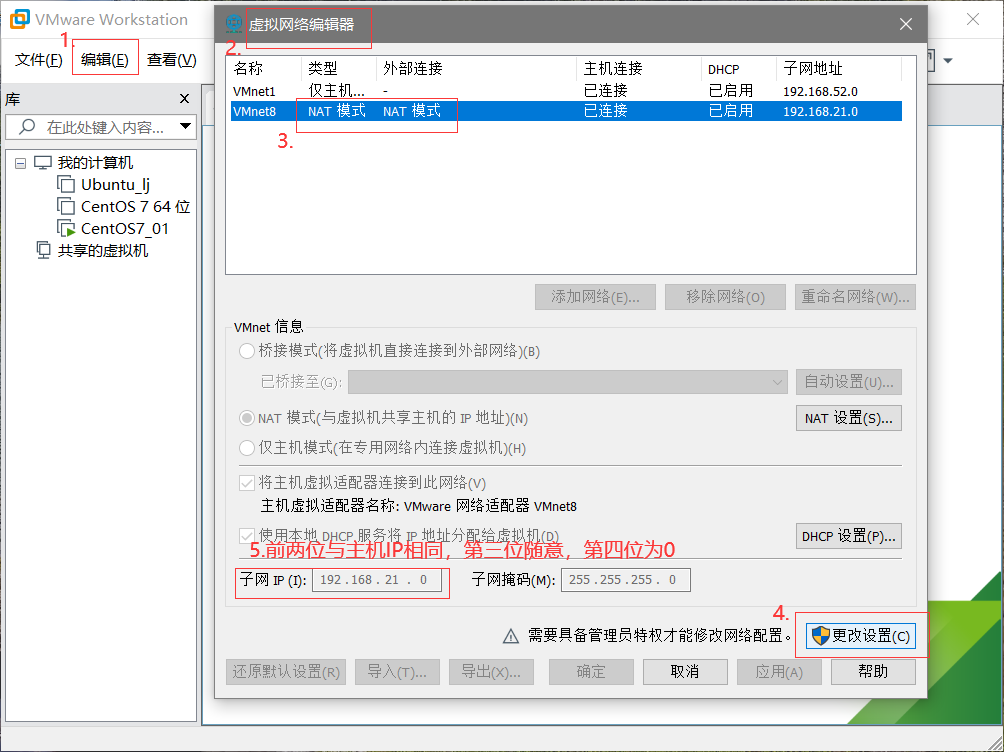 VMware Workstation
1.
文件(F) 编辑(E) 查看(V)
库
在此处键入内容...
我的计算机
Ubuntu_lj
CentOS 7 64 位
CentOS7_01
共享的虚拟机
虚拟网络编辑器
2.
名称 类型 外部连接 主机连接 DHCP 子网地址
VMnet1 仅主机... - 已连接 已启用 192.168.52.0
VMnet8 NAT 模式 NAT 模式 已连接 已启用 192.168.21.0
3.
添加网络(E)... 移除网络(O) 重命名网络(W)...
VMnet 信息
桥接模式(将虚拟机直接连接到外部网络)(B)
已桥接至(G): 自动设置(U)...
NAT 模式(与虚拟机共享主机的 IP 地址)(N) NAT 设置(S)...
仅主机模式(在专用网络内连接虚拟机)(H)
将主机虚拟适配器连接到此网络(V)
主机虚拟适配器名称: VMware 网络适配器 VMnet8
使用本地 DHCP 服务将 IP 地址分配给虚拟机(D) DHCP 设置(P)...
5.前两位与主机IP相同，第三位随意，第四位为0
子网 IP (I): 192 . 168 . 21 . 0 子网掩码(M): 255 . 255 . 255 . 0
4.
需要具备管理员特权才能修改网络配置。 更改设置(C)
还原默认设置(R) 导入(T)... 导出(X)... 确定 取消 应用(A) 帮助